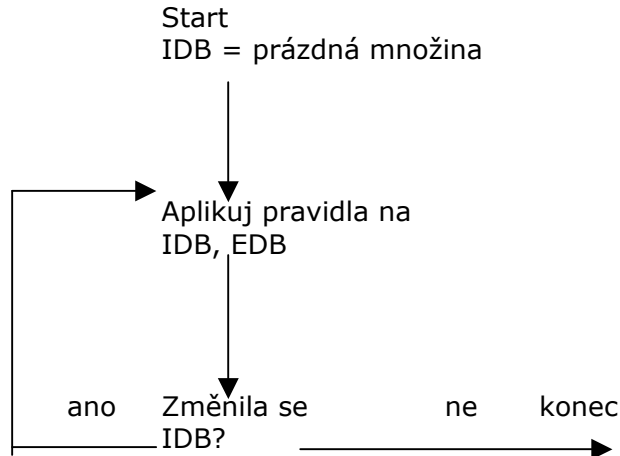 Start
IDB = prázdná množina
Aplikuj pravidla na
IDB, EDB
ano Změnila se ne konec
IDB?